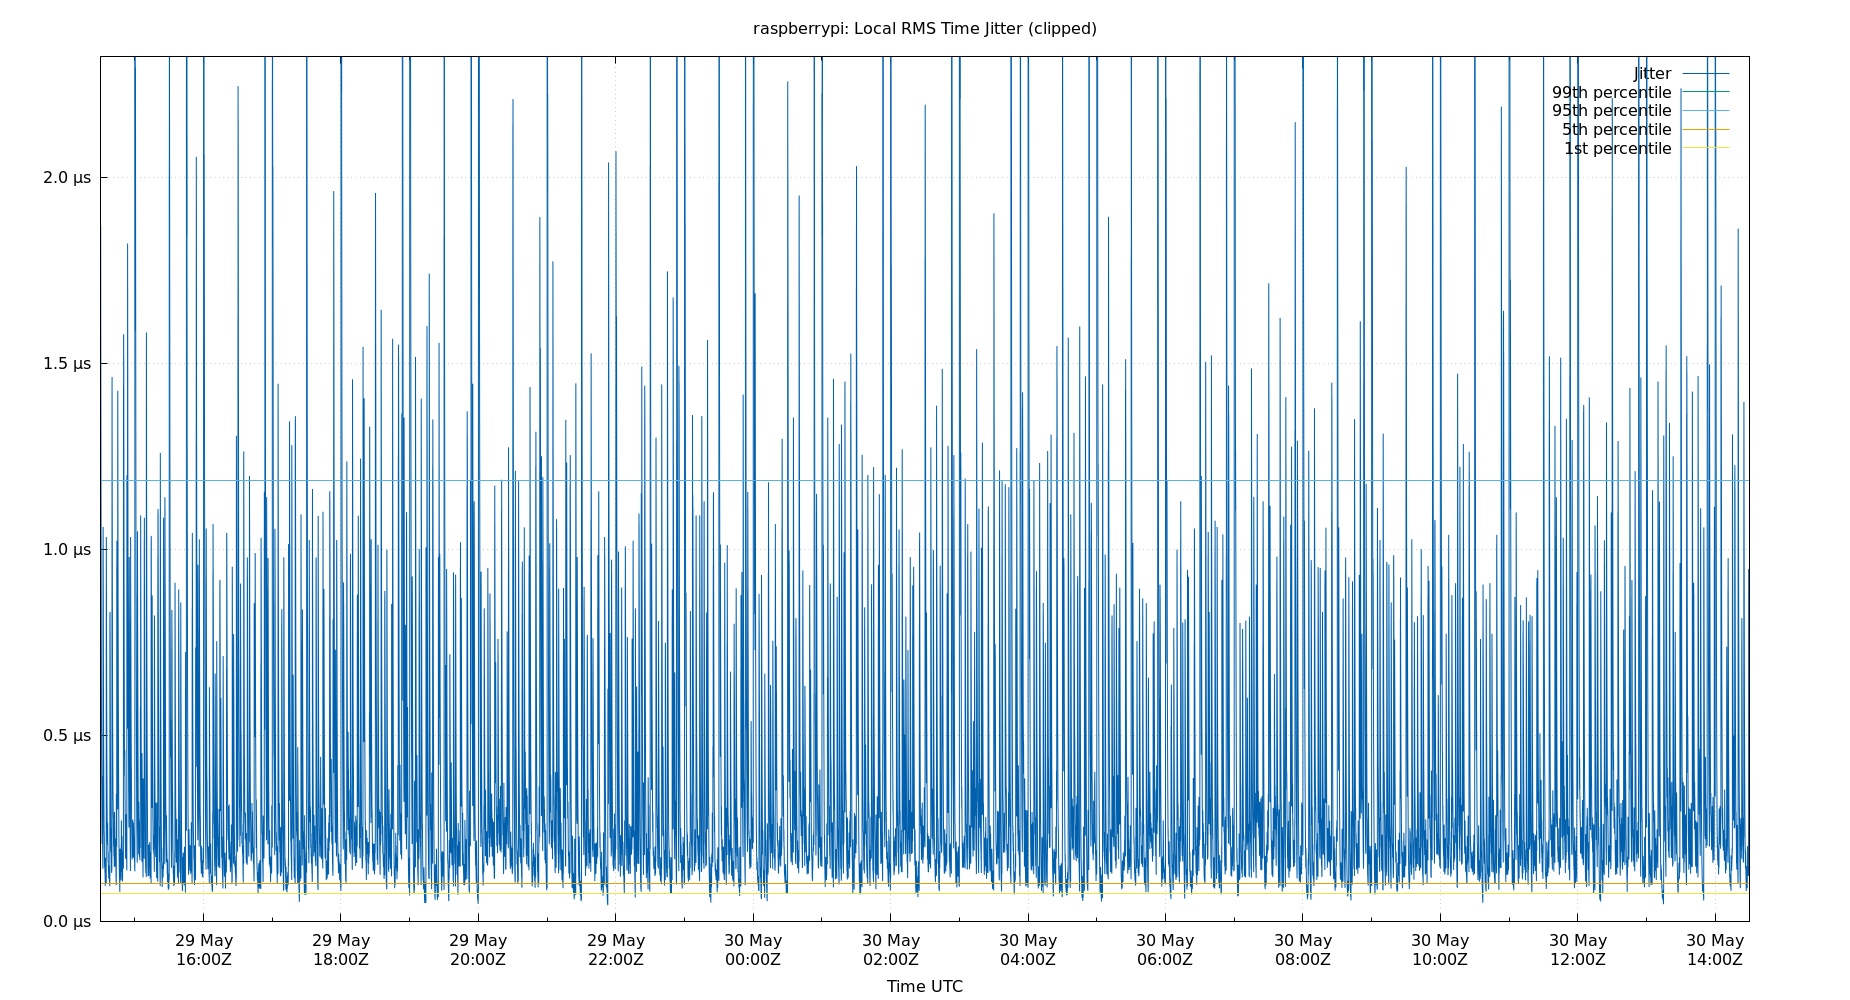 raspberrypi: Local RMS Time Jitter (clipped)
Jitter
99th percentile
95th percentile
5th percentile
1st percentile
2.0 µs
1.5 µs
1.0 µs
0.5 µs
0.0 µs
29 May 29 May 29 May 29 May 30 May 30 May 30 May 30 May 30 May 30 May 30 May 30 May
16:00Z 18:00Z 20:00Z 22:00Z 00:00Z 02:00Z 04:00Z 06:00Z 08:00Z 10:00Z 12:00Z 14:00Z
Time UTC